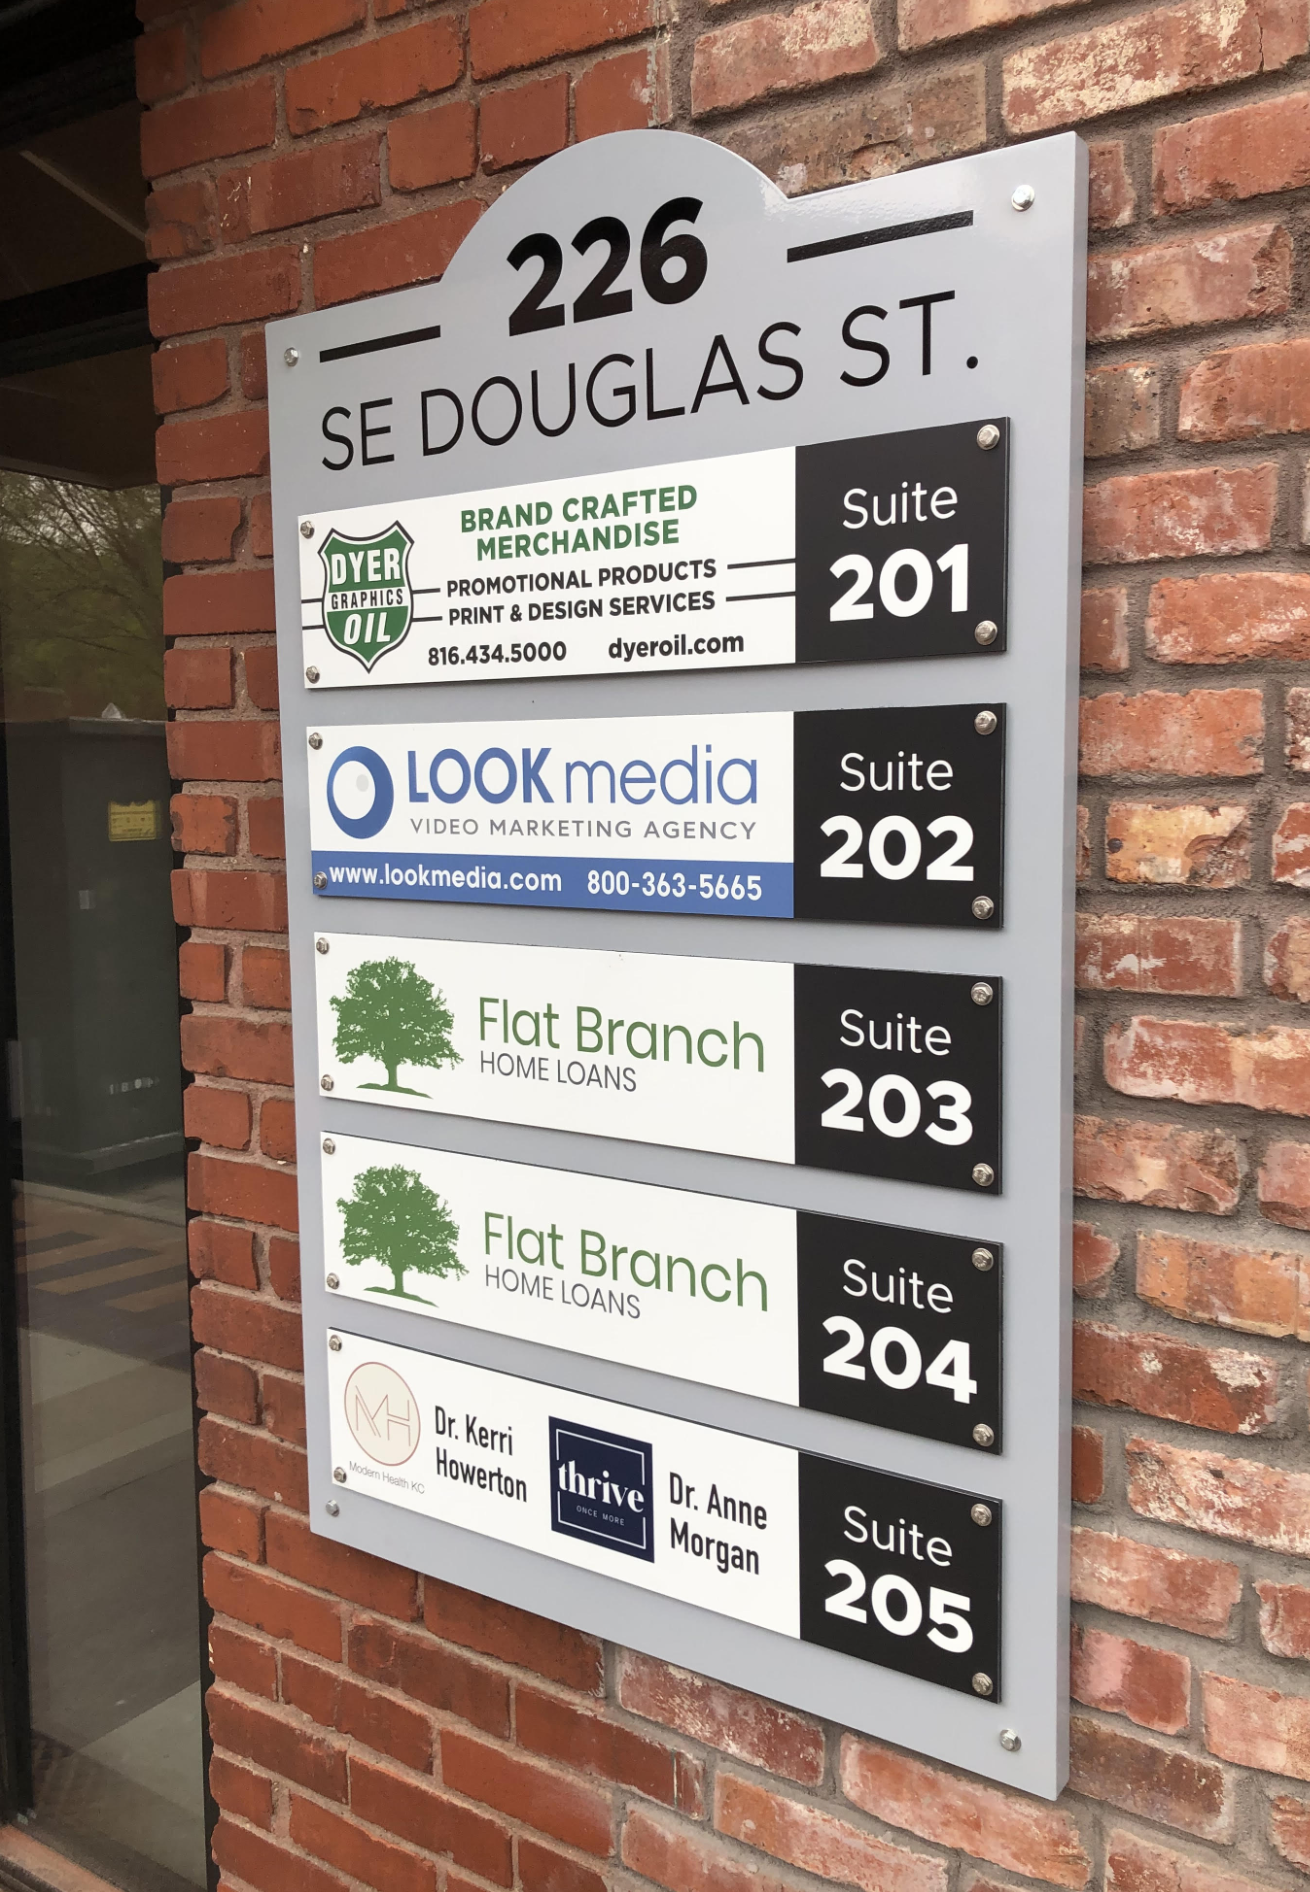 226
SE DOUGLAS ST.
DYER
GRAPHICS
OIL
BRAND CRAFTED
MERCHANDISE
PROMOTIONAL PRODUCTS
PRINT & DESIGN SERVICES
816.434.5000 dyeroil.com
Suite
201
LOOK media
VIDEO MARKETING AGENCY
www.lookmedia.com 800-363-5665
Suite
202
Flat Branch
HOME LOANS
Suite
203
Flat Branch
HOME LOANS
Suite
204
MH
Modern Health KC
Dr. Kerri
Howerton
thrive
ONCE MORE
Dr. Anne
Morgan
Suite
205